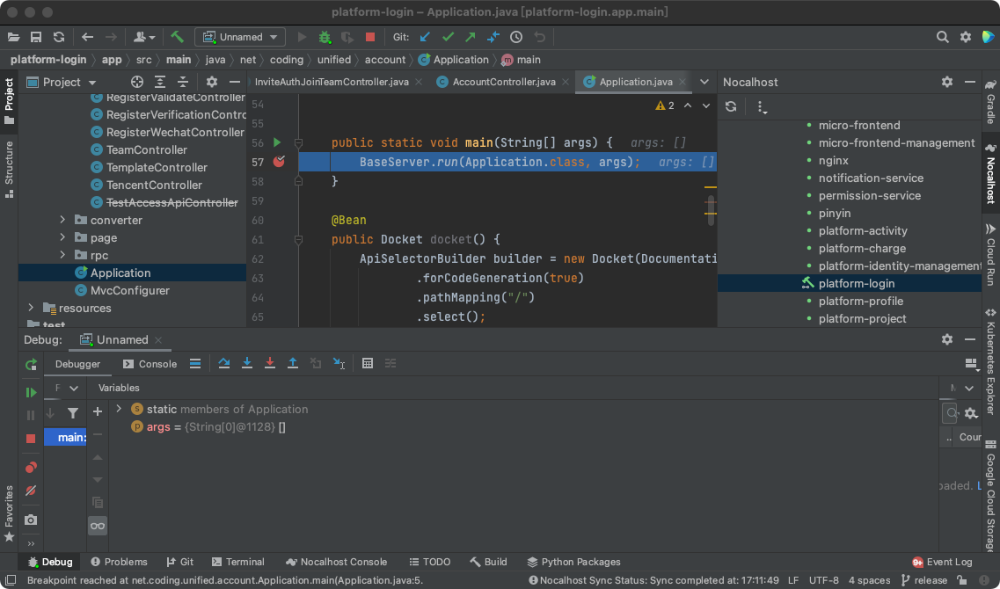 platform-login – Application.java [platform-login.app.main]
Unnamed
Git:
platform-login app src main java net coding unified account Application main
Project
InviteAuthJoinTeamController.java
AccountController.java
Application.java
Nocalhost
Project
Structure
Favorites
RegisterValidateController
RegisterVerificationContro
RegisterWechatController
TeamController
TemplateController
TencentController
TestAccessApiController
converter
page
rpc
Application
MvcConfigurer
resources
test
2
54
55
56 public static void main(String[] args) { args: []
57 BaseServer.run(Application.class, args); args: []
58 }
59
60 @Bean
61 public Docket docket() {
62 ApiSelectorBuilder builder = new Docket(Documentati
63 .forCodeGeneration(true)
64 .pathMapping("/")
65 .select();
micro-frontend
micro-frontend-management
nginx
notification-service
permission-service
pinyin
platform-activity
platform-charge
platform-identity-management
platform-login
platform-profile
platform-project
Gradle
Nocalhost
Cloud Run
Kubernetes Explorer
Google Cloud Storage
Debug:
Unnamed
Debugger
Console
F
Variables
M
main:
static members of Application
args = {String[0]@1128} []
..
Cour
oaded. L
Debug
Problems
Git
Terminal
Nocalhost Console
TODO
Build
Python Packages
9+
Event Log
Breakpoint reached at net.coding.unified.account.Application.main(Application.java:5.
Nocalhost Sync Status: Sync completed at: 17:11:49
LF
UTF-8
4 spaces
release